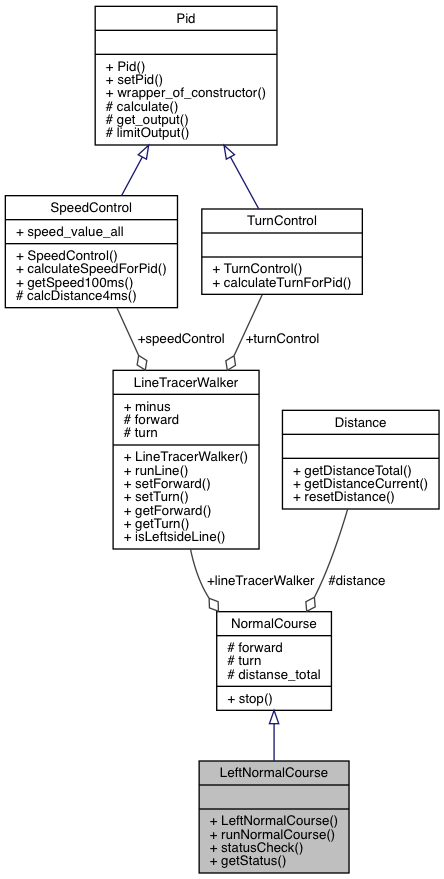 Pid
+ Pid()
+ setPid()
+ wrapper_of_constructor()
# calculate()
# get_output()
# limitOutput()
SpeedControl
+ speed_value_all
+ SpeedControl()
+ calculateSpeedForPid()
+ getSpeed100ms()
# calcDistance4ms()
TurnControl
+ TurnControl()
+ calculateTurnForPid()
+speedControl
+turnControl
LineTracerWalker
+ minus
# forward
# turn
+ LineTracerWalker()
+ runLine()
+ setForward()
+ setTurn()
+ getForward()
+ getTurn()
+ isLeftsideLine()
Distance
+ getDistanceTotal()
+ getDistanceCurrent()
+ resetDistance()
+lineTracerWalker
#distance
NormalCourse
# forward
# turn
# distanse_total
+ stop()
LeftNormalCourse
+ LeftNormalCourse()
+ runNormalCourse()
+ statusCheck()
+ getStatus()